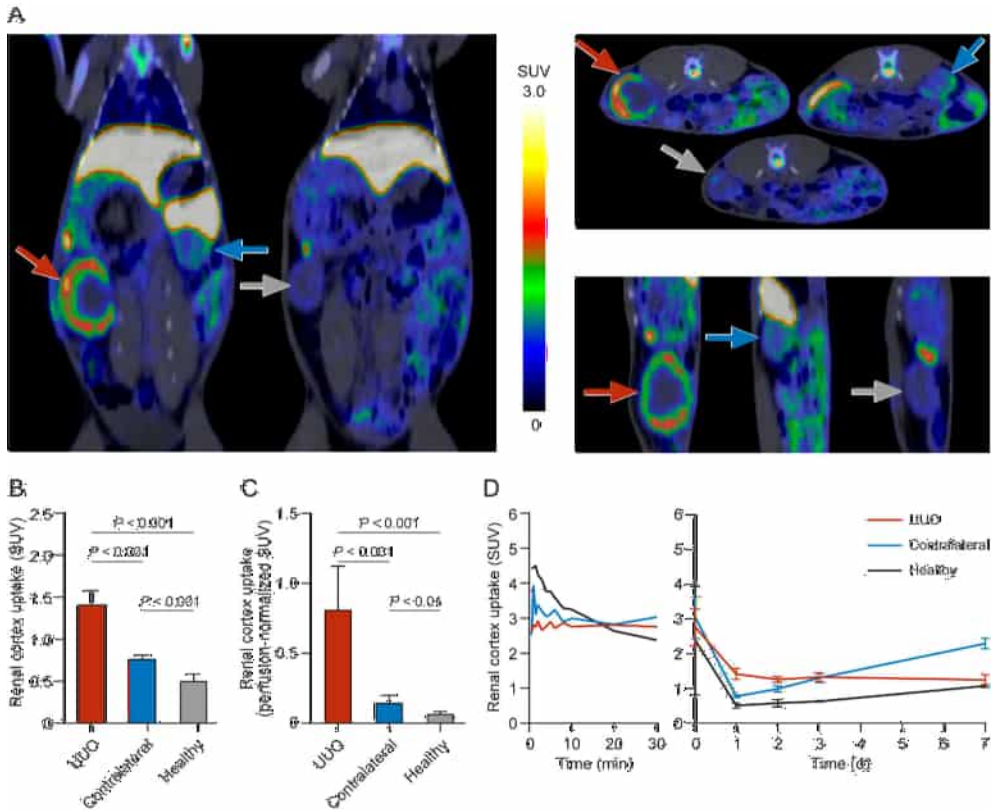 A
SUV
3.0
0
B
Renal cortex uptake (SUV)
2.5
2.0
1.5
1.0
0.5
0
P < 0.001
P < 0.001
P < 0.001
UUO
Contralateral
Healthy
C
Renal cortex uptake
(perfusion-normalized SUV)
1.5
1.0
0.5
0
P < 0.001
P < 0.001
P < 0.05
UUO
Contralateral
Healthy
D
Renal cortex uptake (SUV)
6
5
4
3
2
1
0
0 10 20 30
Time (min)
6
5
4
3
2
1
0
0 1 2 3 4 5 6 7
Time (d)
UUO
Contralateral
Healthy